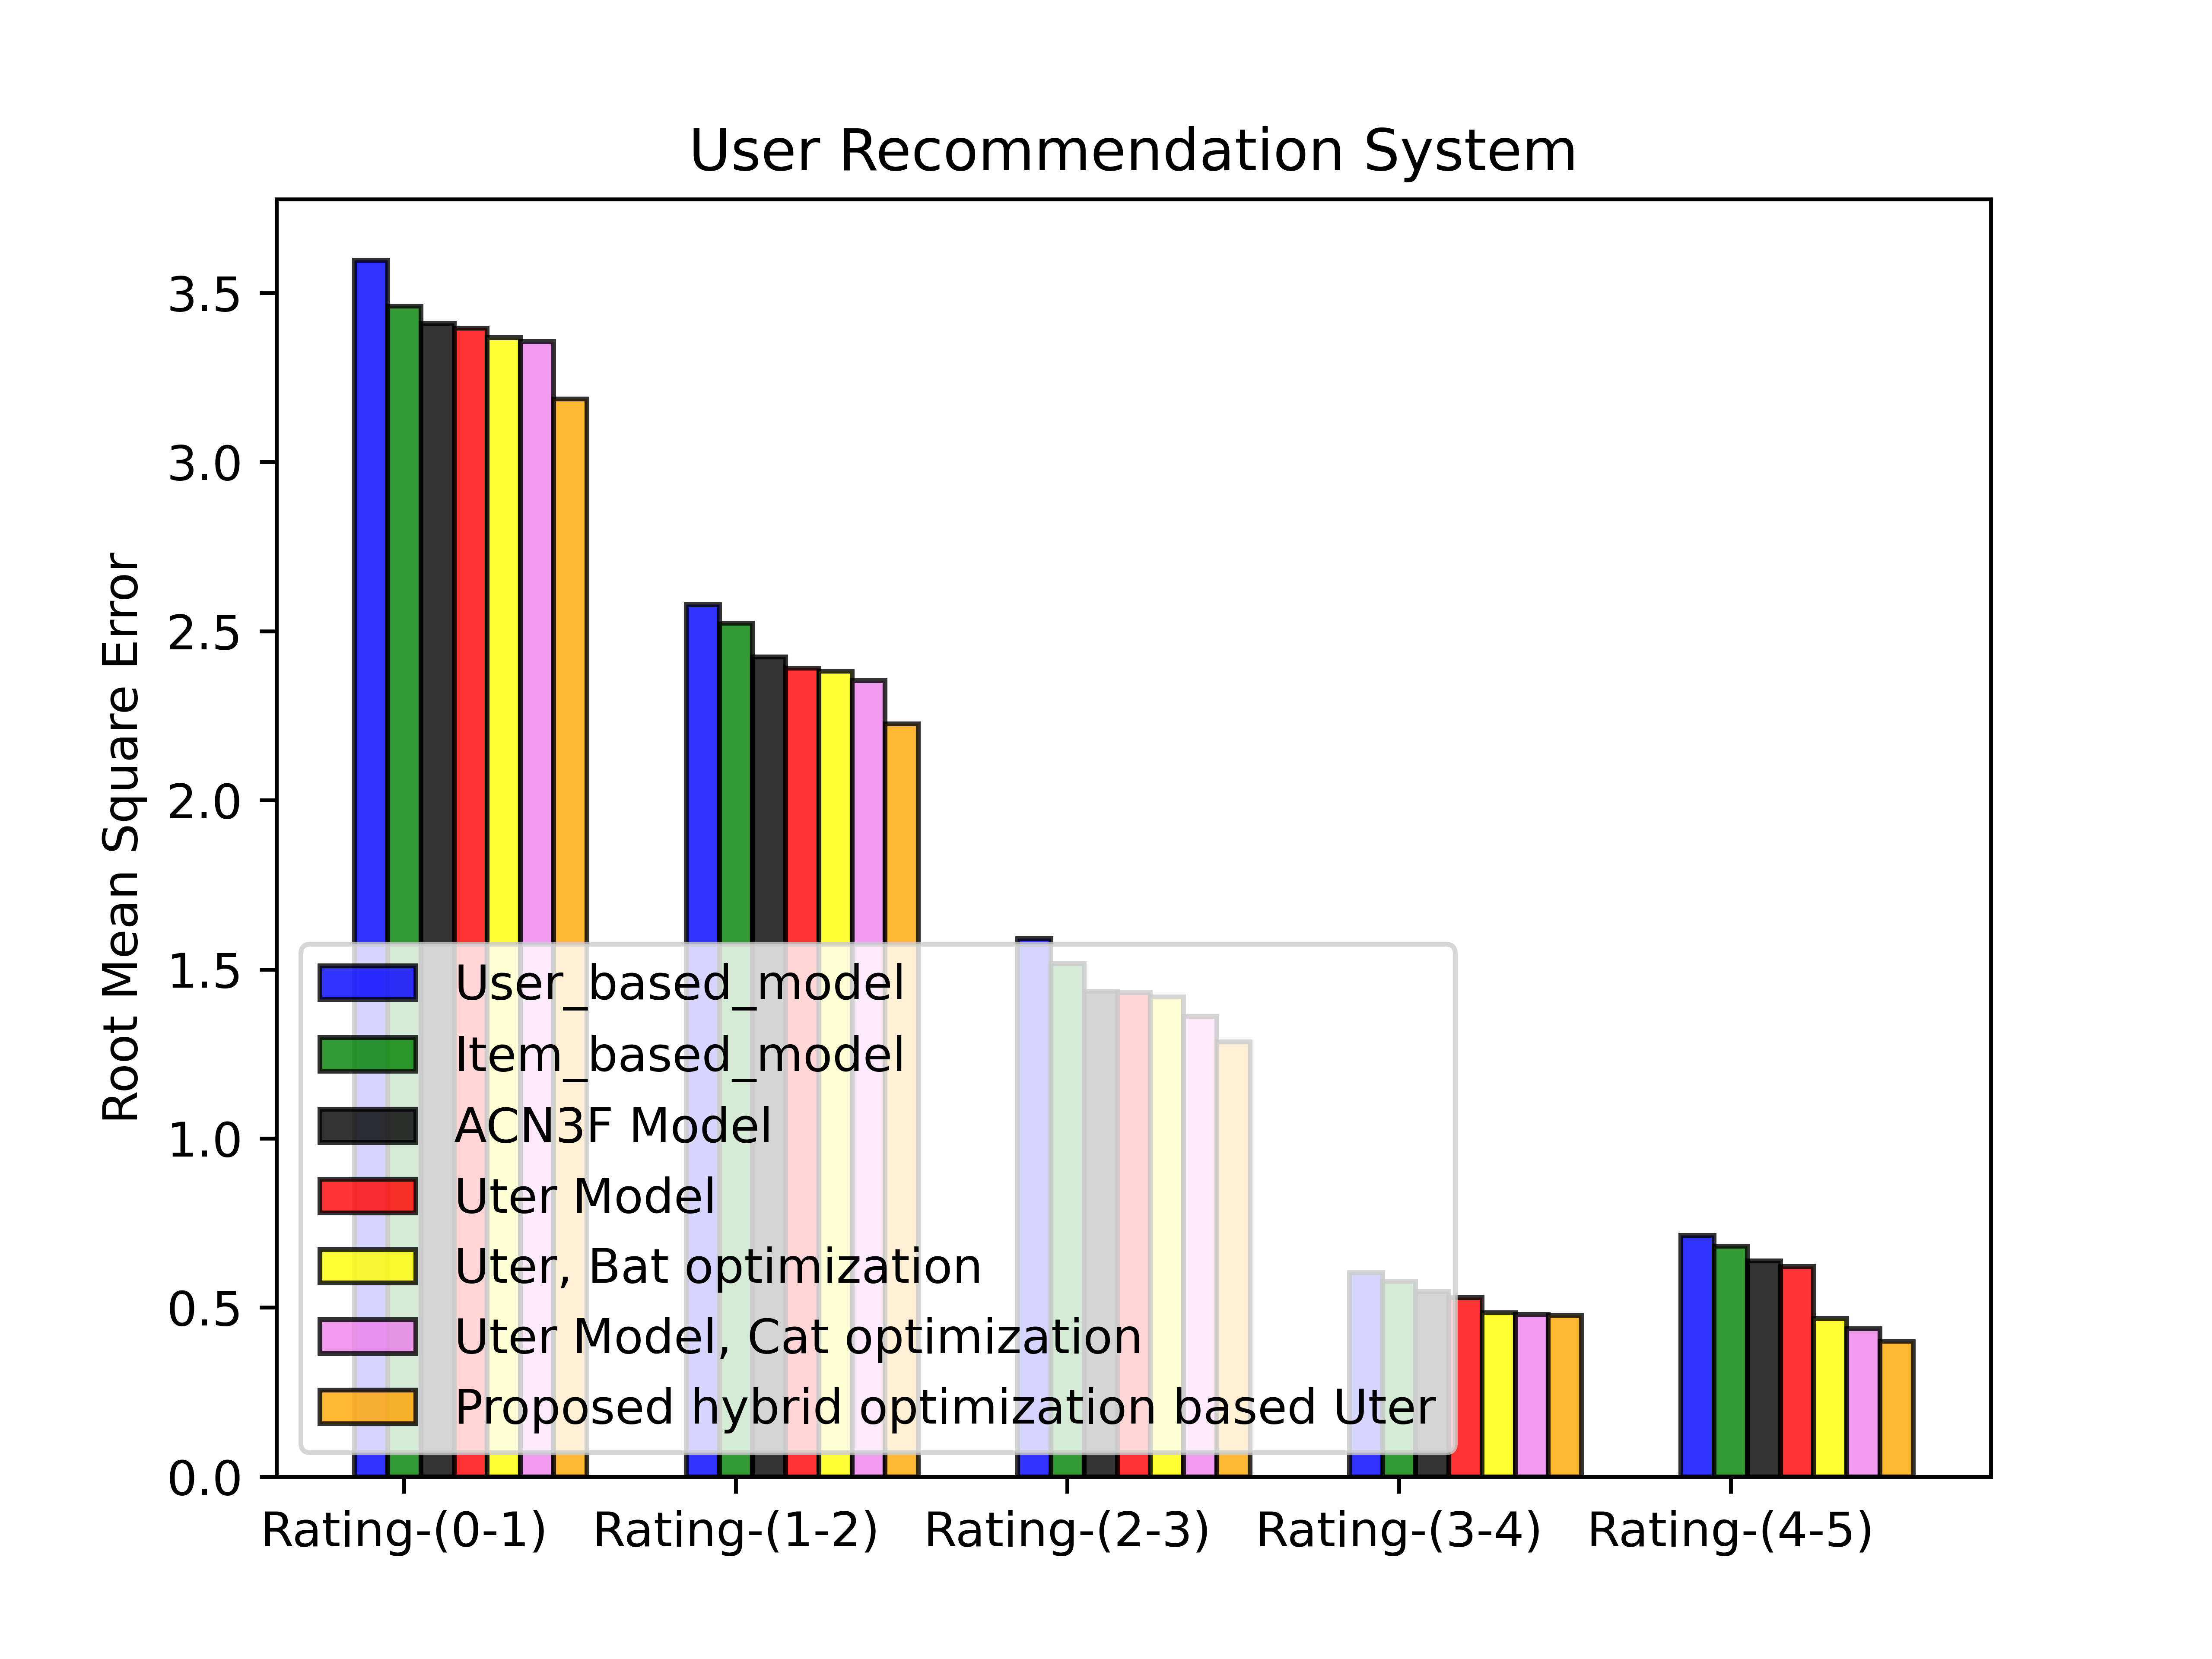 User Recommendation System
Root Mean Square Error
3.5
3.0
2.5
2.0
1.5
1.0
0.5
0.0
User_based_model
Item_based_model
ACN3F Model
Uter Model
Uter, Bat optimization
Uter Model, Cat optimization
Proposed hybrid optimization based Uter
Rating-(0-1) Rating-(1-2) Rating-(2-3) Rating-(3-4) Rating-(4-5)